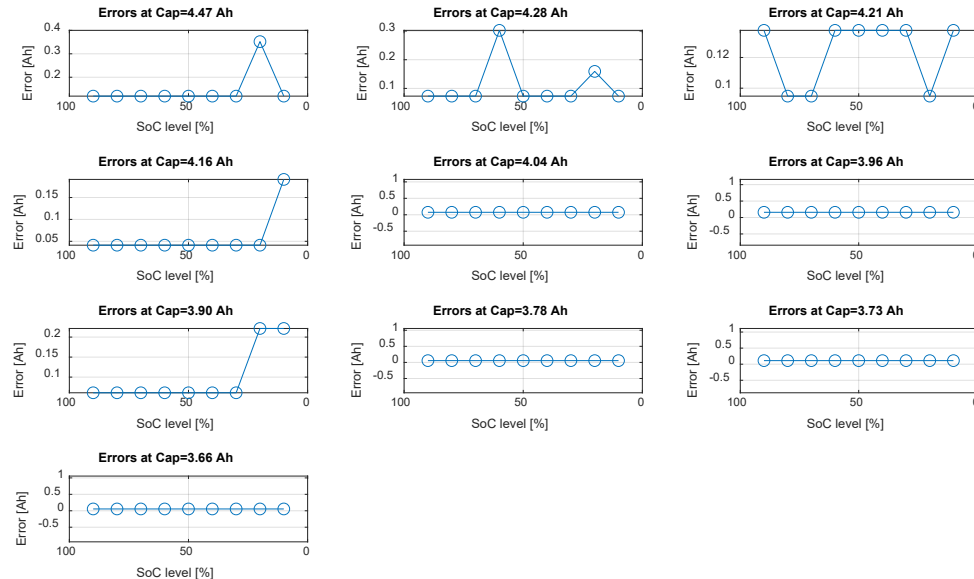 Errors at Cap=4.47 Ah
Error [Ah]
0.4
0.3
0.2
100
50
0
SoC level [%]
Errors at Cap=4.28 Ah
Error [Ah]
0.3
0.2
0.1
100
50
0
SoC level [%]
Errors at Cap=4.21 Ah
Error [Ah]
0.12
0.1
100
50
0
SoC level [%]
Errors at Cap=4.16 Ah
Error [Ah]
0.15
0.1
0.05
100
50
0
SoC level [%]
Errors at Cap=4.04 Ah
Error [Ah]
1
0.5
0
-0.5
100
50
0
SoC level [%]
Errors at Cap=3.96 Ah
Error [Ah]
1
0.5
0
-0.5
100
50
0
SoC level [%]
Errors at Cap=3.90 Ah
Error [Ah]
0.2
0.15
0.1
100
50
0
SoC level [%]
Errors at Cap=3.78 Ah
Error [Ah]
1
0.5
0
-0.5
100
50
0
SoC level [%]
Errors at Cap=3.73 Ah
Error [Ah]
1
0.5
0
-0.5
100
50
0
SoC level [%]
Errors at Cap=3.66 Ah
Error [Ah]
1
0.5
0
-0.5
100
50
0
SoC level [%]